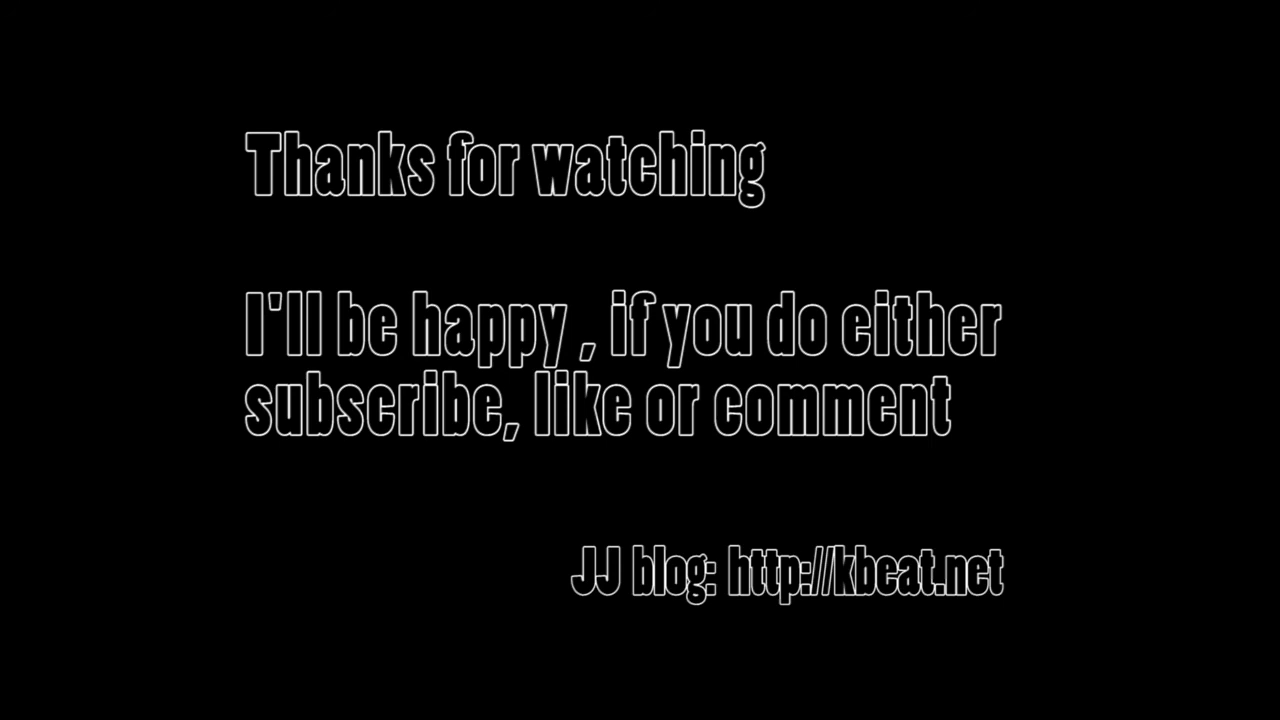 Thanks for watching
I'll be happy , if you do either
subscribe, like or comment
JJ blog: http://kbeat.net